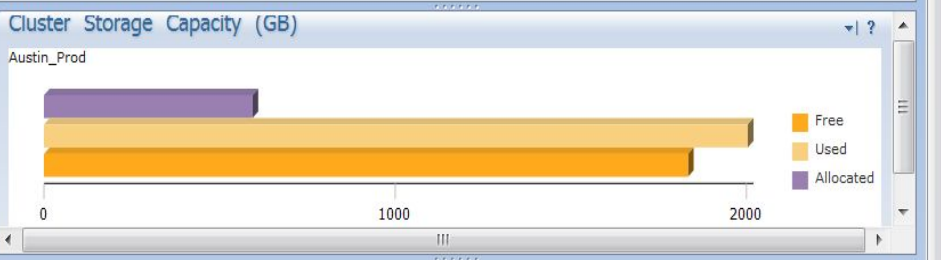 Cluster Storage Capacity (GB)
?
Austin_Prod
Free
Used
Allocated
0 1000 2000